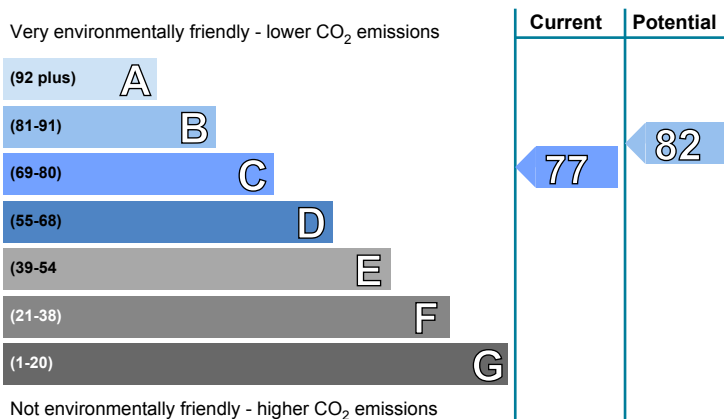 Very environmentally friendly - lower CO2 emissions
Current Potential
(92 plus) A
(81-91) B
(69-80) C
(55-68) D
(39-54 E
(21-38) F
(1-20) G
77
82
Not environmentally friendly - higher CO2 emissions